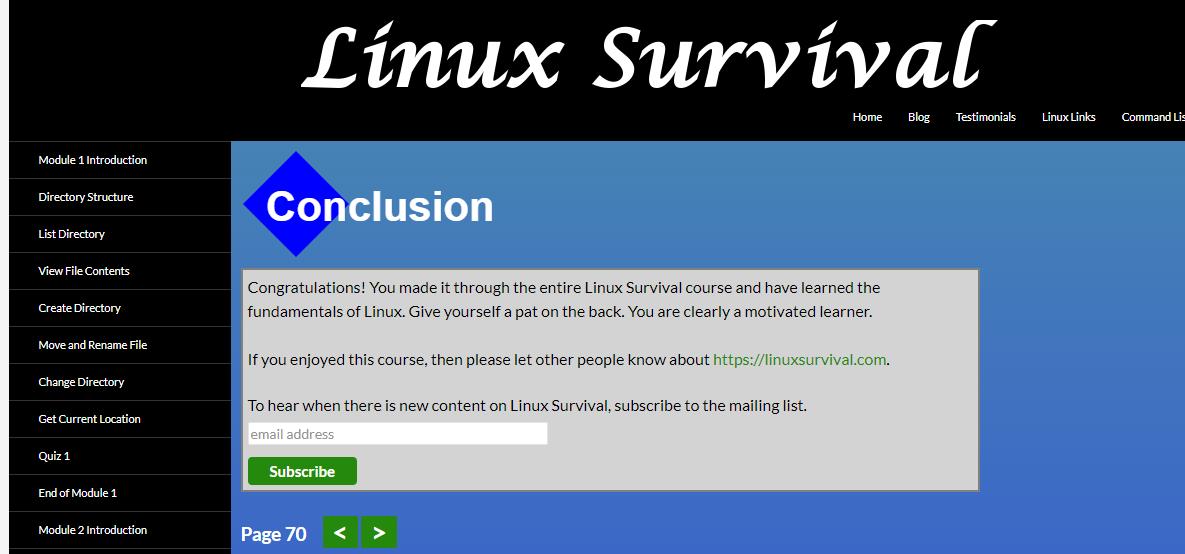 Linux Survival
Home Blog Testimonials Linux Links Command Lis
Module 1 Introduction
Directory Structure
List Directory
View File Contents
Create Directory
Move and Rename File
Change Directory
Get Current Location
Quiz 1
End of Module 1
Module 2 Introduction
Conclusion
Congratulations! You made it through the entire Linux Survival course and have learned the
fundamentals of Linux. Give yourself a pat on the back. You are clearly a motivated learner.
If you enjoyed this course, then please let other people know about https://linuxsurvival.com.
To hear when there is new content on Linux Survival, subscribe to the mailing list.
email address
Subscribe
Page 70 < >